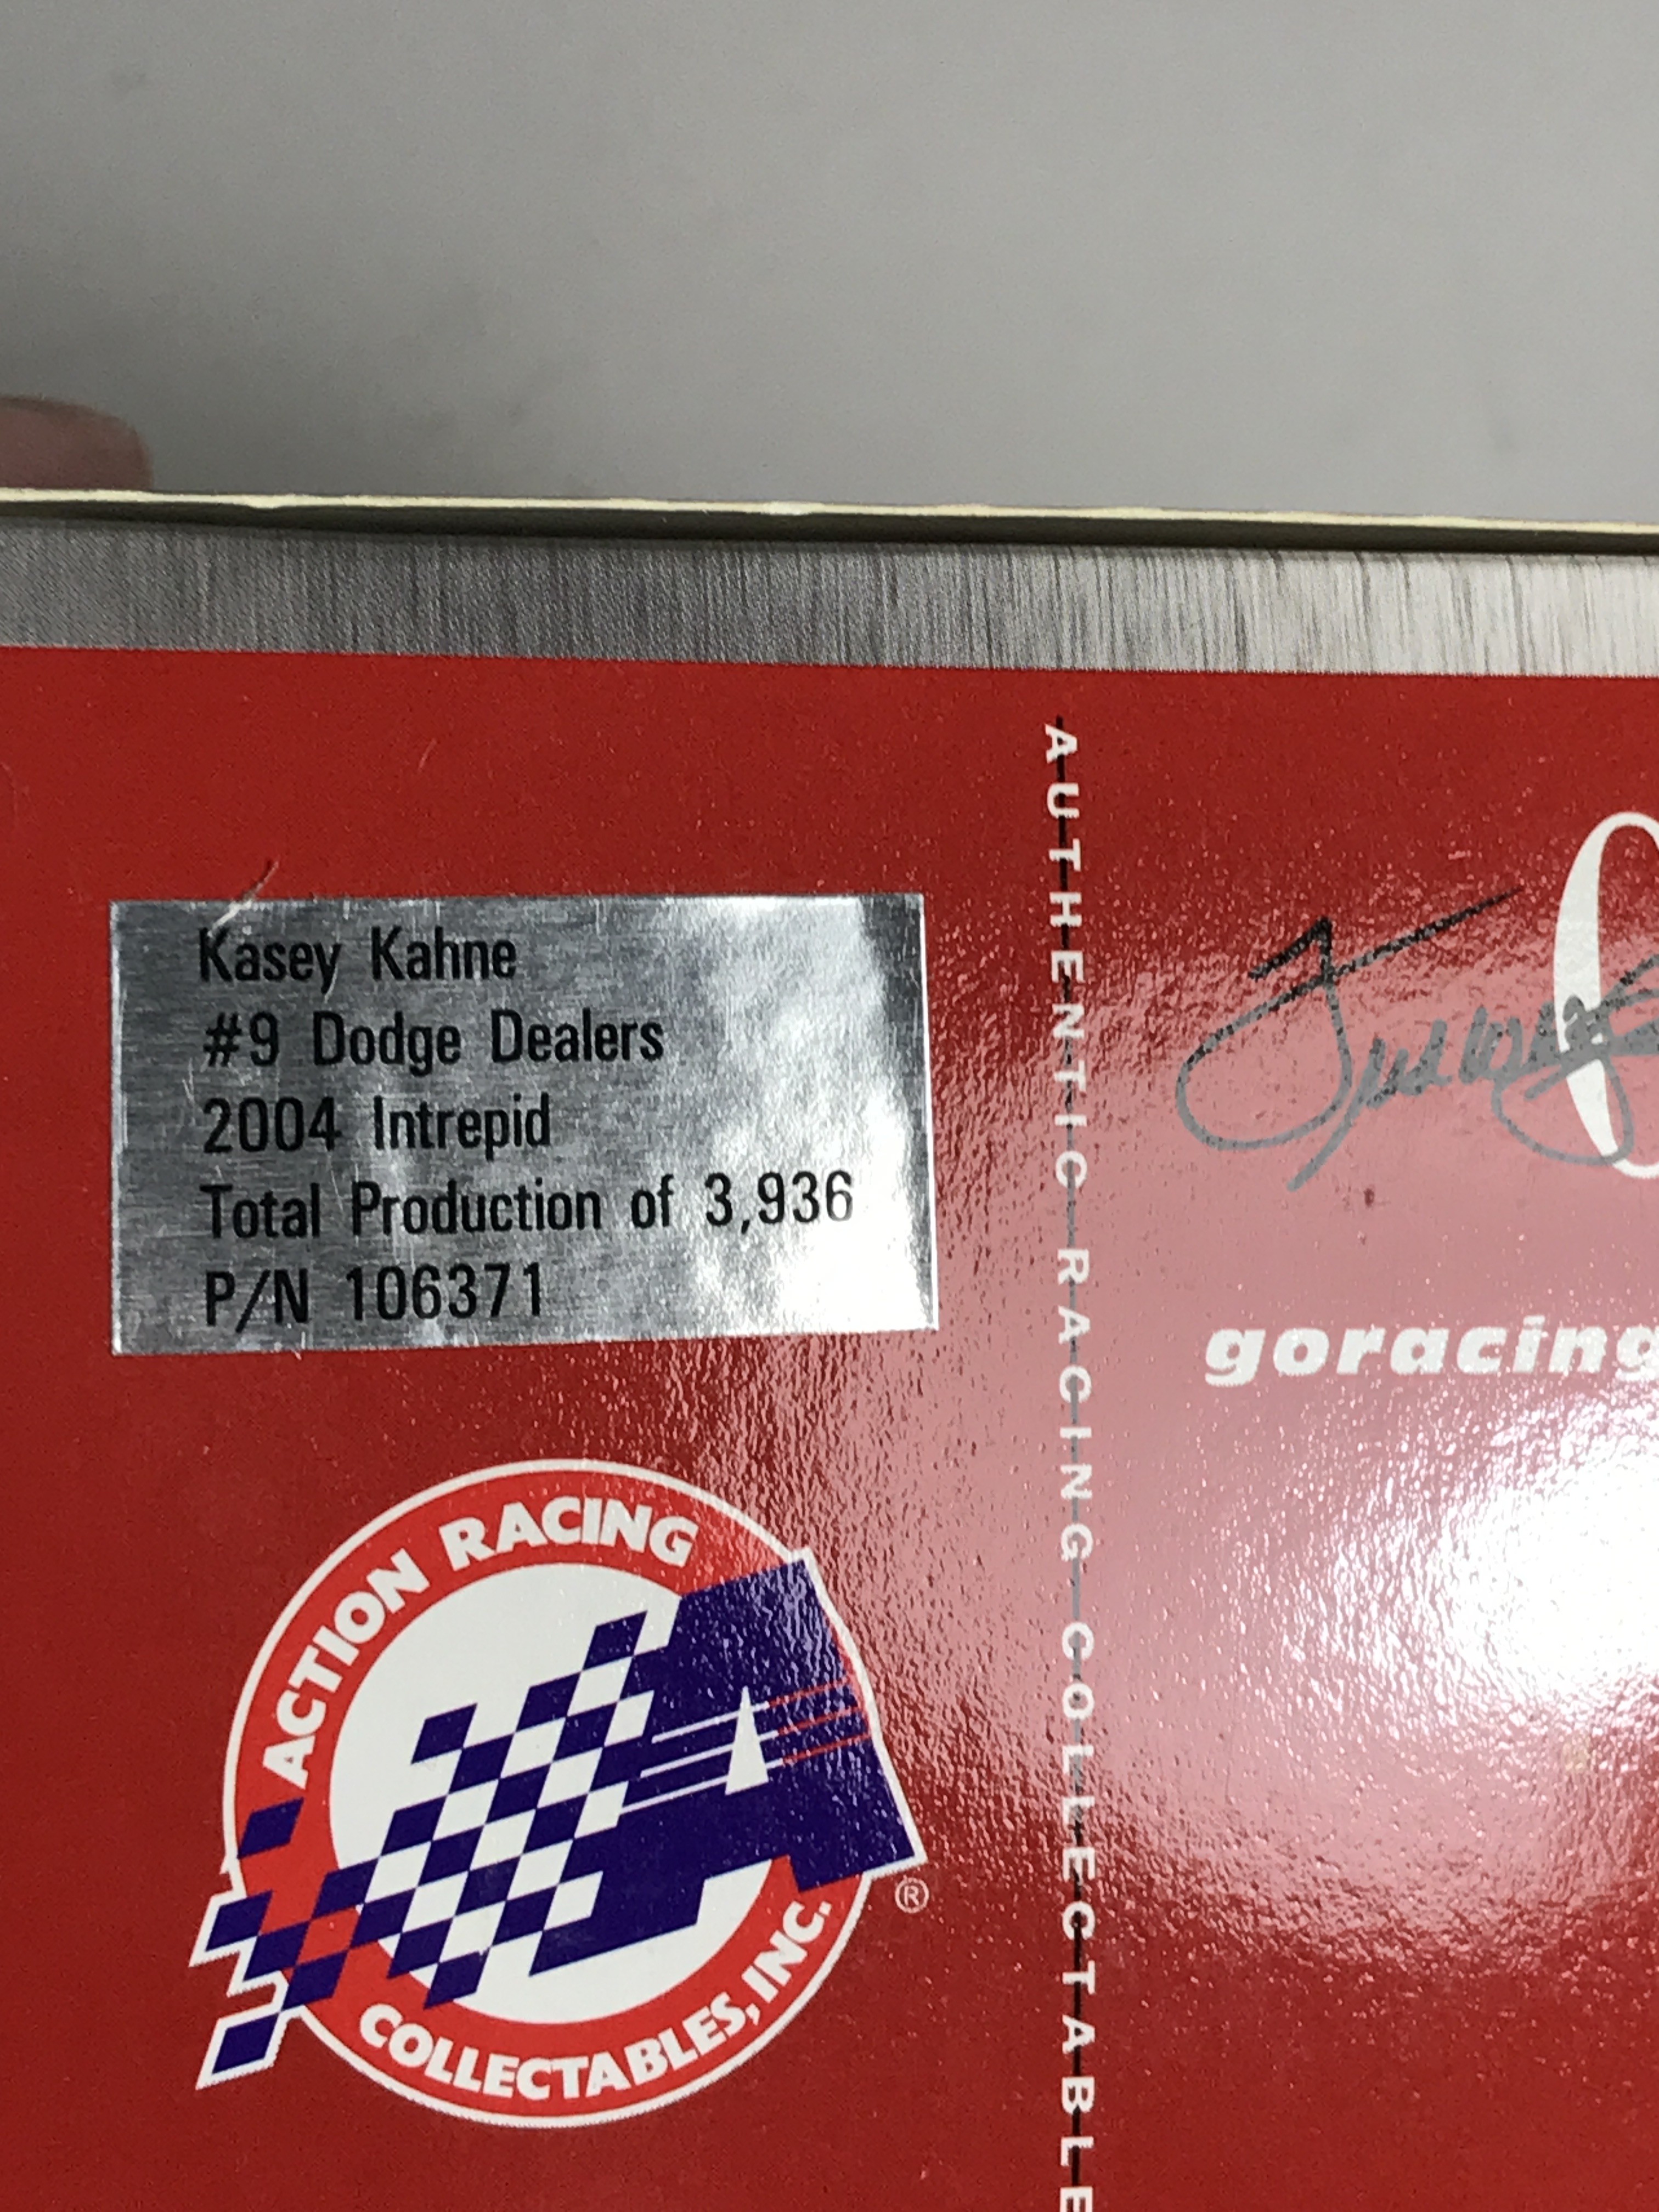 Kasey Kahne
#9 Dodge Dealers
2004 Intrepid
Total Production of 3,936
P/N 106371
ACTION RACING
COLLECTABLES, INC.
®
AUTHENTIC RACING COLLECTABLE
goracing